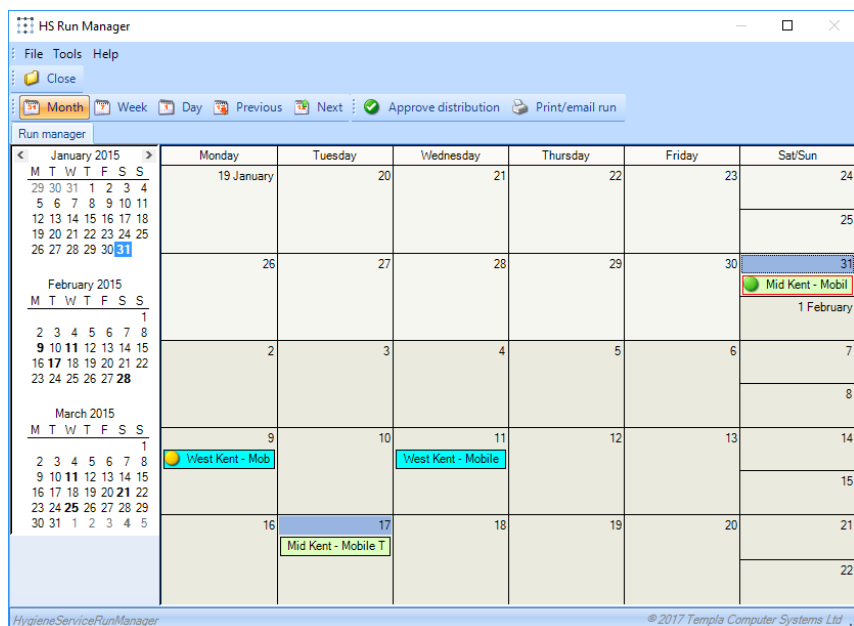 HS Run Manager
File Tools Help
Close
Month Week Day Previous Next Approve distribution Print/email run
Run manager
< January 2015 >
M T W T F S S
29 30 31 1 2 3 4
5 6 7 8 9 10 11
12 13 14 15 16 17 18
19 20 21 22 23 24 25
26 27 28 29 30 31
February 2015
M T W T F S S
1
2 3 4 5 6 7 8
9 10 11 12 13 14 15
16 17 18 19 20 21 22
23 24 25 26 27 28
March 2015
M T W T F S S
1
2 3 4 5 6 7 8
9 10 11 12 13 14 15
16 17 18 19 20 21 22
23 24 25 26 27 28 29
30 31 1 2 3 4 5
Monday Tuesday Wednesday Thursday Friday Sat/Sun
19 January 20 21 22 23 24
25
26 27 28 29 30 31
Mid Kent - Mobil
1 February
2 3 4 5 6 7
8
9 10 11 12 13 14
West Kent - Mob West Kent - Mobile
15
16 17 18 19 20 21
Mid Kent - Mobile T
22
HygieneServiceRunManager © 2017 Templa Computer Systems Ltd